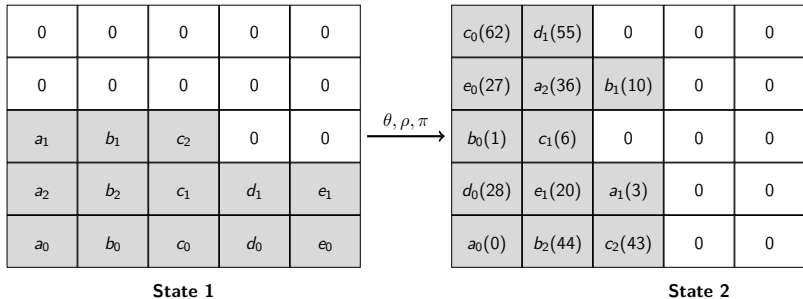 0 0 0 0 0 c₀(62) d₁(55) 0 0 0
0 0 0 0 0 e₀(27) a₂(36) b₁(10) 0 0
a₁ b₁ c₂ 0 0 θ, ρ, π b₀(1) c₁(6) 0 0 0
a₂ b₂ c₁ d₁ e₁ d₀(28) e₁(20) a₁(3) 0 0
a₀ b₀ c₀ d₀ e₀ a₀(0) b₂(44) c₂(43) 0 0
State 1 State 2